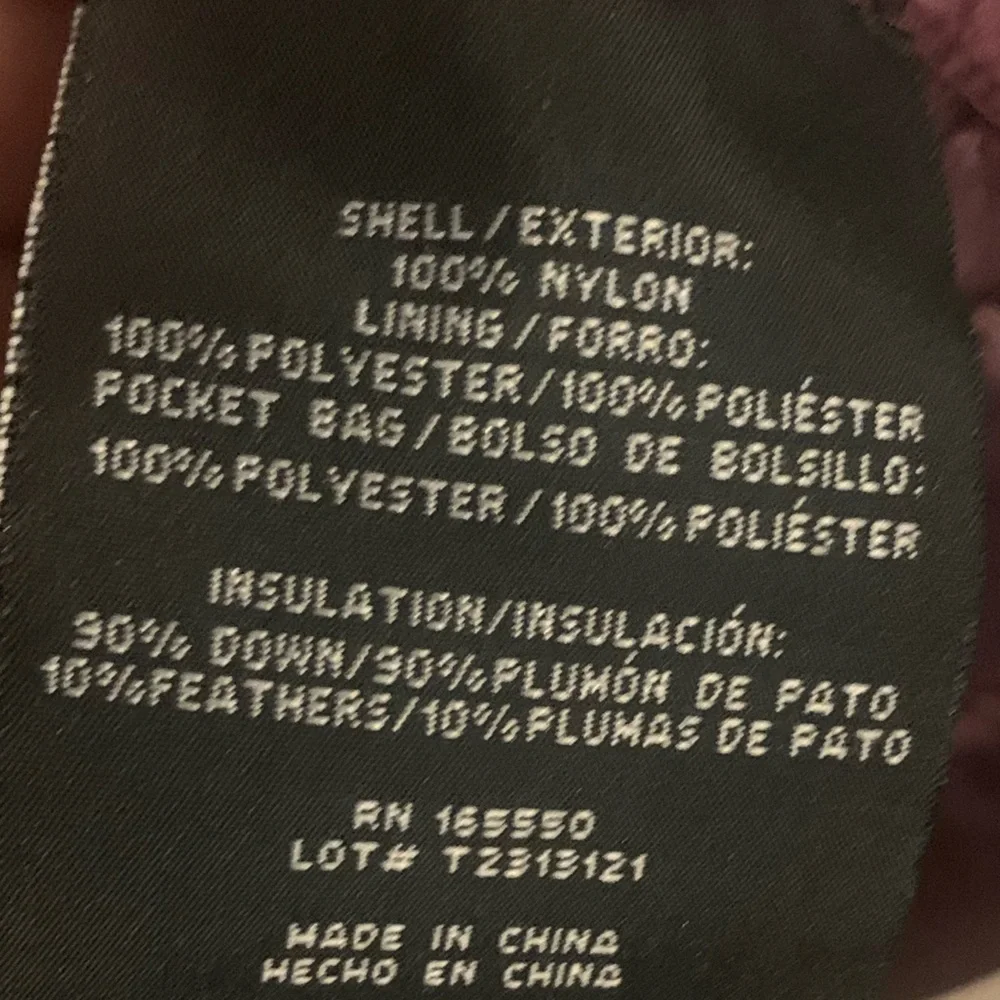 SHELL/EXTERIOR:
100% NYLON
LINING/FORRO:
100% POLYESTER/100% POLIÉSTER
POCKET BAG/BOLSO DE BOLSILLO:
100% POLYESTER/100% POLIÉSTER
INSULATION/INSULACIÓN:
90% DOWN/90% PLUMÓN DE PATO
10% FEATHERS/10% PLUMAS DE PATO
RN 165550
LOT# T2313121
MADE IN CHINA
HECHO EN CHINA